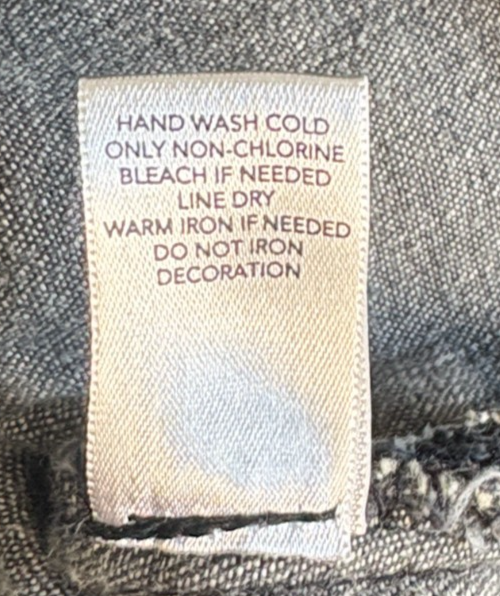 HAND WASH COLD
ONLY NON-CHLORINE
BLEACH IF NEEDED
LINE DRY
WARM IRON IF NEEDED
DO NOT IRON
DECORATION